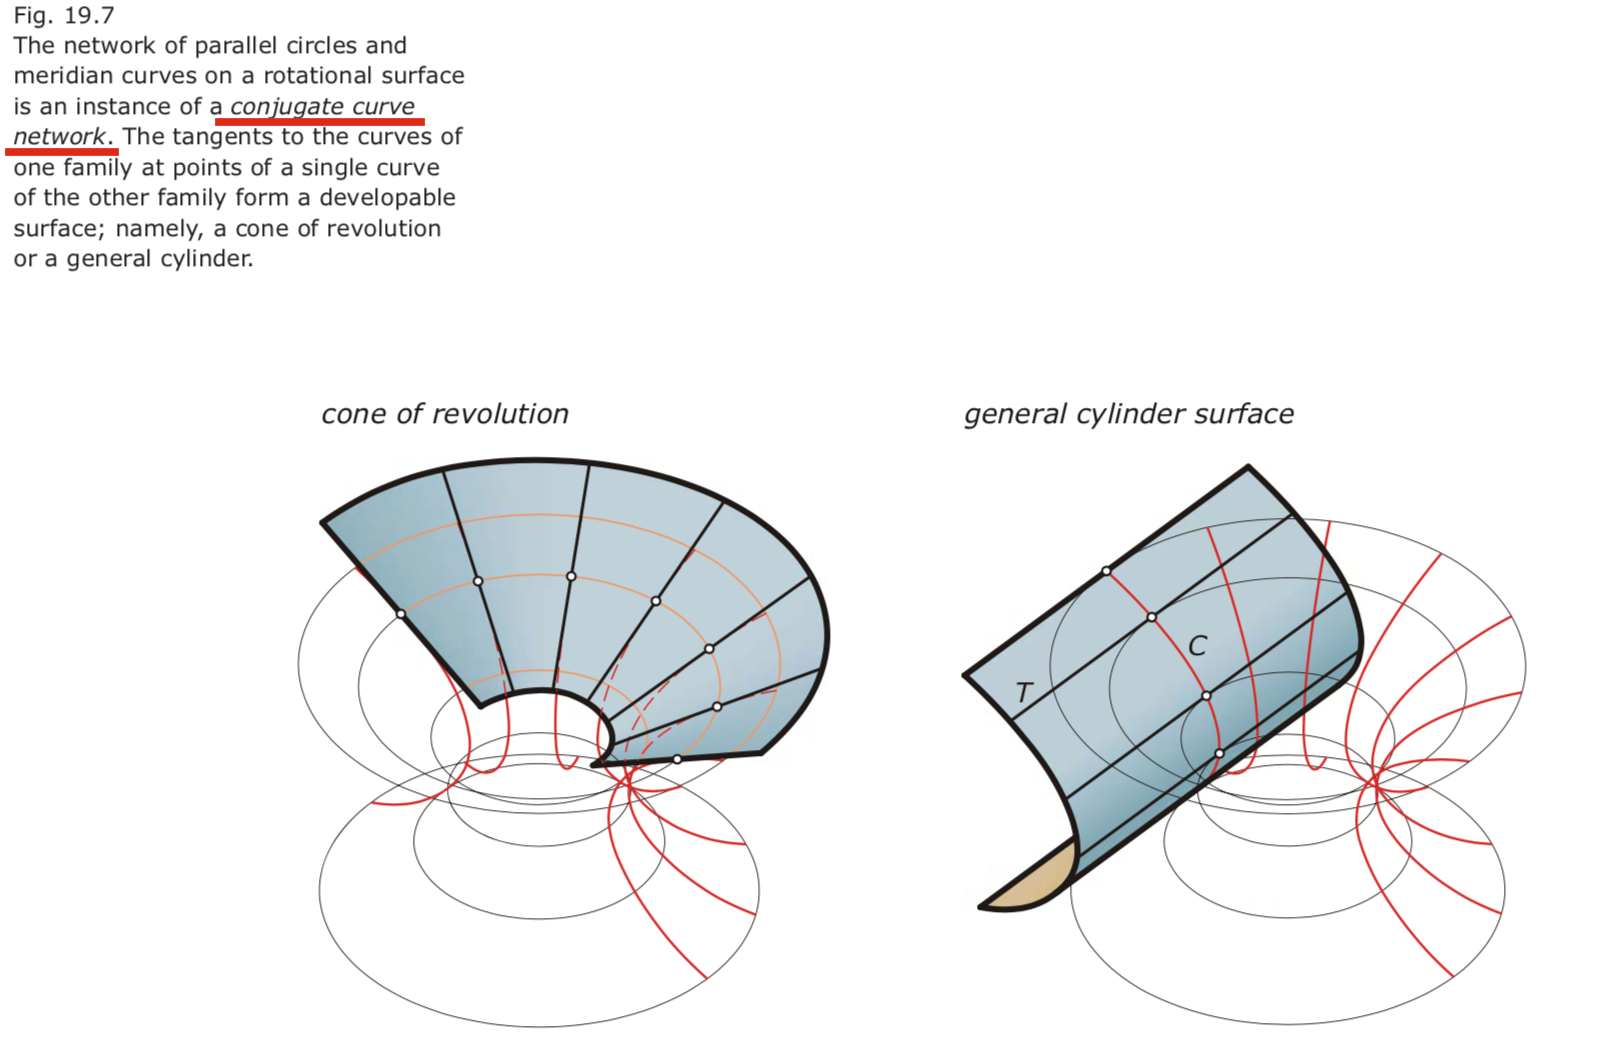 Fig. 19.7
The network of parallel circles and
meridian curves on a rotational surface
is an instance of a conjugate curve
network. The tangents to the curves of
one family at points of a single curve
of the other family form a developable
surface; namely, a cone of revolution
or a general cylinder.
cone of revolution
general cylinder surface
C
T